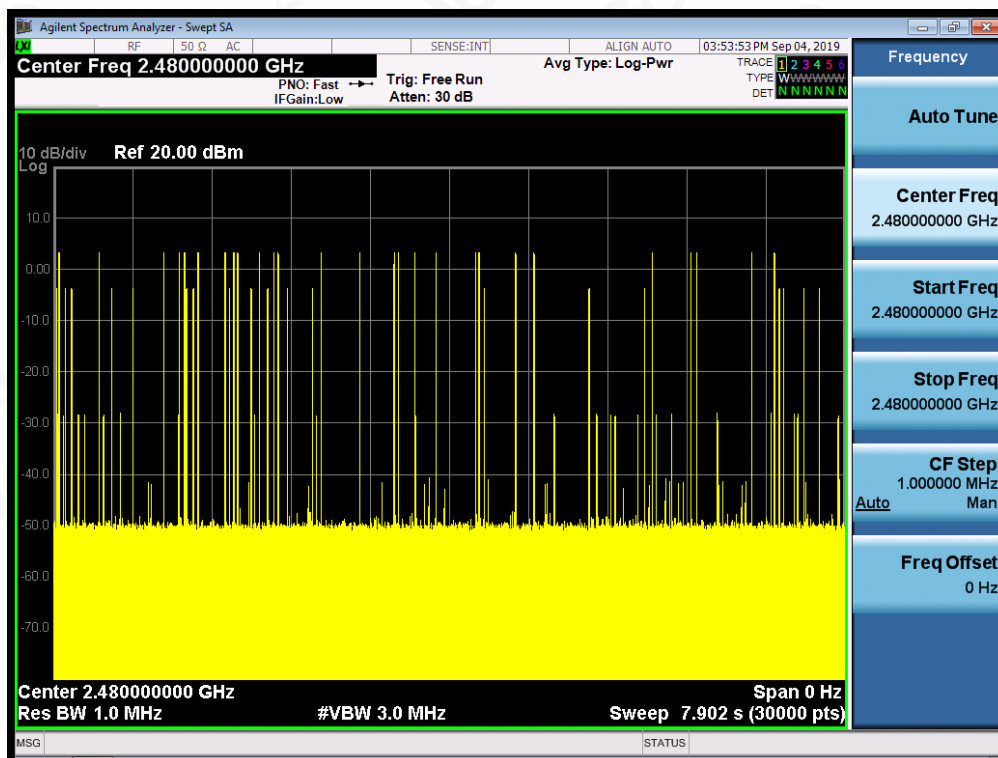 Agilent Spectrum Analyzer - Swept SA
LXI RF 50 Ω AC SENSE:INT ALIGN AUTO 03:53:53 PM Sep 04, 2019
Center Freq 2.480000000 GHz
PNO: Fast
IFGain:Low
Trig: Free Run
Atten: 30 dB
Avg Type: Log-Pwr
TRACE 1 2 3 4 5 6
TYPE WWWWWWW
DET N N N N N N
10 dB/div Ref 20.00 dBm
Log
10.0
0.00
-10.0
-20.0
-30.0
-40.0
-50.0
-60.0
-70.0
Center 2.480000000 GHz Span 0 Hz
Res BW 1.0 MHz #VBW 3.0 MHz Sweep 7.902 s (30000 pts)
MSG STATUS
Frequency
Auto Tune
Center Freq
2.480000000 GHz
Start Freq
2.480000000 GHz
Stop Freq
2.480000000 GHz
CF Step
1.000000 MHz
Auto Man
Freq Offset
0 Hz